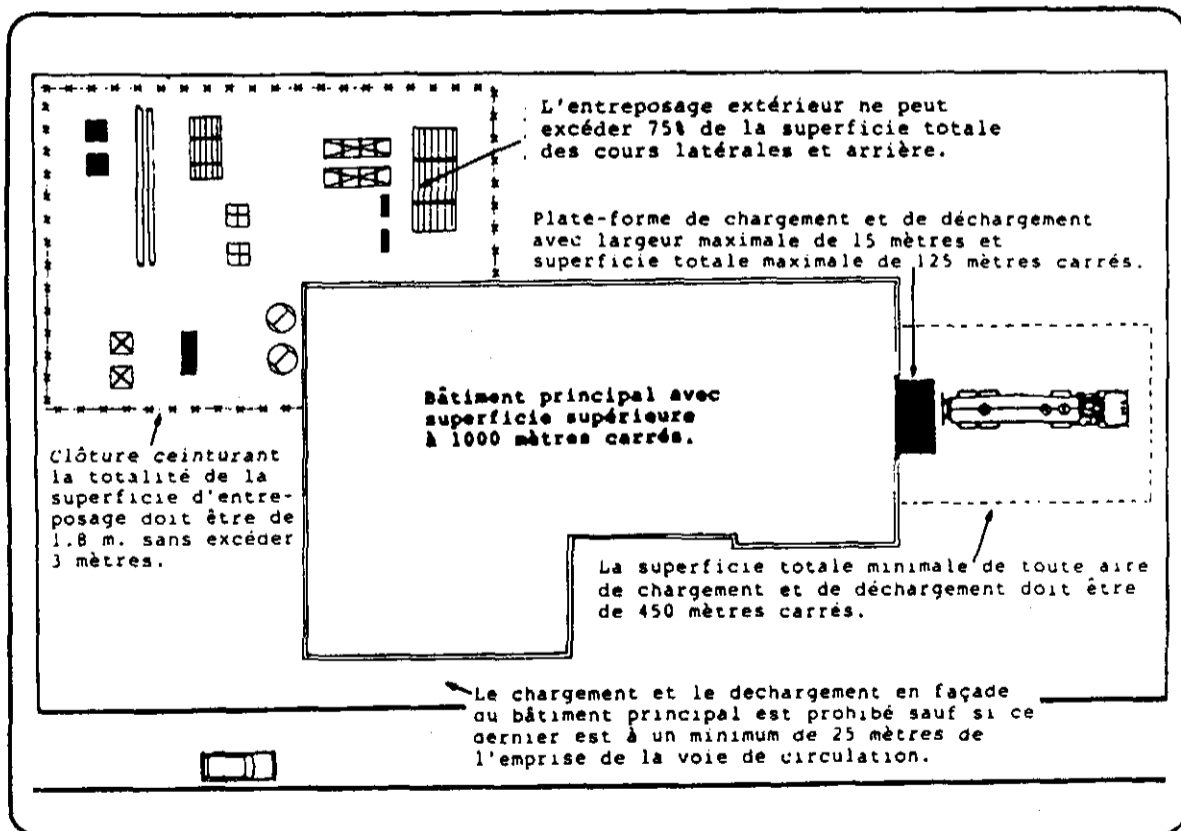 L'entreposage extérieur ne peut
excéder 75% de la superficie totale
des cours latérales et arrière.
Plate-forme de chargement et de déchargement
avec largeur maximale de 15 mètres et
superficie totale maximale de 125 mètres carrés.
Bâtiment principal avec
superficie supérieure
à 1000 mètres carrés.
Clôture ceinturant
la totalité de la
superficie d'entre-
posage doit être de
1.8 m. sans excéder
3 mètres.
La superficie totale minimale de toute aire
de chargement et de déchargement doit être
de 450 mètres carrés.
Le chargement et le dechargement en façade
du bâtiment principal est prohibé sauf si ce
dernier est à un minimum de 25 mètres de
l'emprise de la voie de circulation.